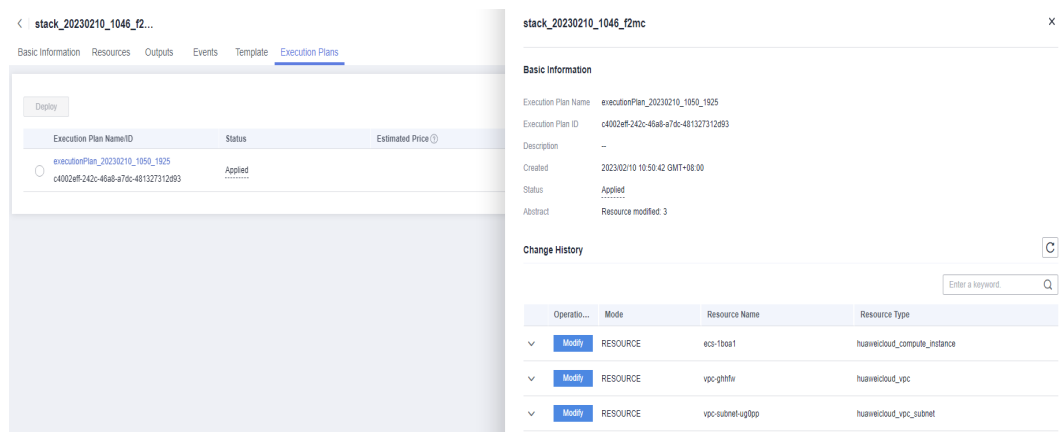 stack_20230210_1046_f2...
Basic Information Resources Outputs Events Template Execution Plans
Deploy
Execution Plan Name/ID Status Estimated Price
executionPlan_20230210_1050_1925
c4002eff-242c-46a8-a7dc-481327312d93
Applied
stack_20230210_1046_f2mc
Basic Information
Execution Plan Name executionPlan_20230210_1050_1925
Execution Plan ID c4002eff-242c-46a8-a7dc-481327312d93
Description --
Created 2023/02/10 10:50:42 GMT+08:00
Status Applied
Abstract Resource modified: 3
Change History
Enter a keyword.
Operatio... Mode Resource Name Resource Type
Modify RESOURCE ecs-1boa1 huaweicloud_compute_instance
Modify RESOURCE vpc-ghhfw huaweicloud_vpc
Modify RESOURCE vpc-subnet-ug0pp huaweicloud_vpc_subnet